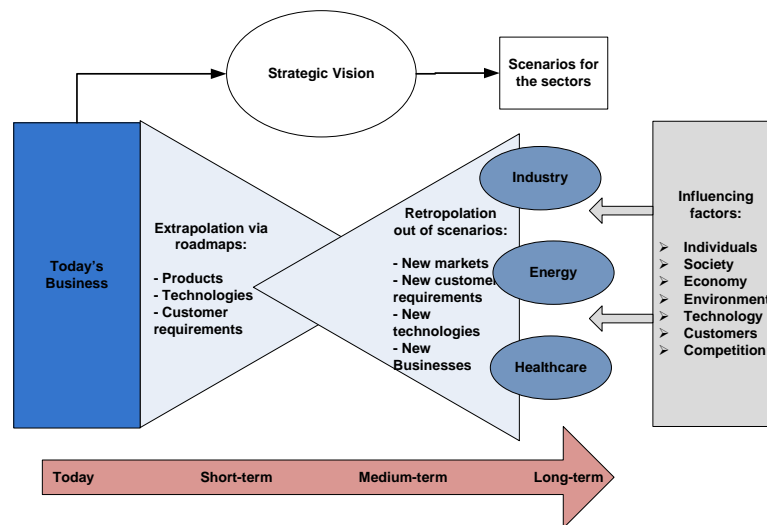 Strategic Vision
Scenarios for
the sectors
Today's
Business
Extrapolation via
roadmaps:
- Products
- Technologies
- Customer
requirements
Retropolation
out of scenarios:
- New markets
- New customer
requirements
- New
technologies
- New
Businesses
Industry
Energy
Healthcare
Influencing
factors:
Individuals
Society
Economy
Environment
Technology
Customers
Competition
Today Short-term Medium-term Long-term